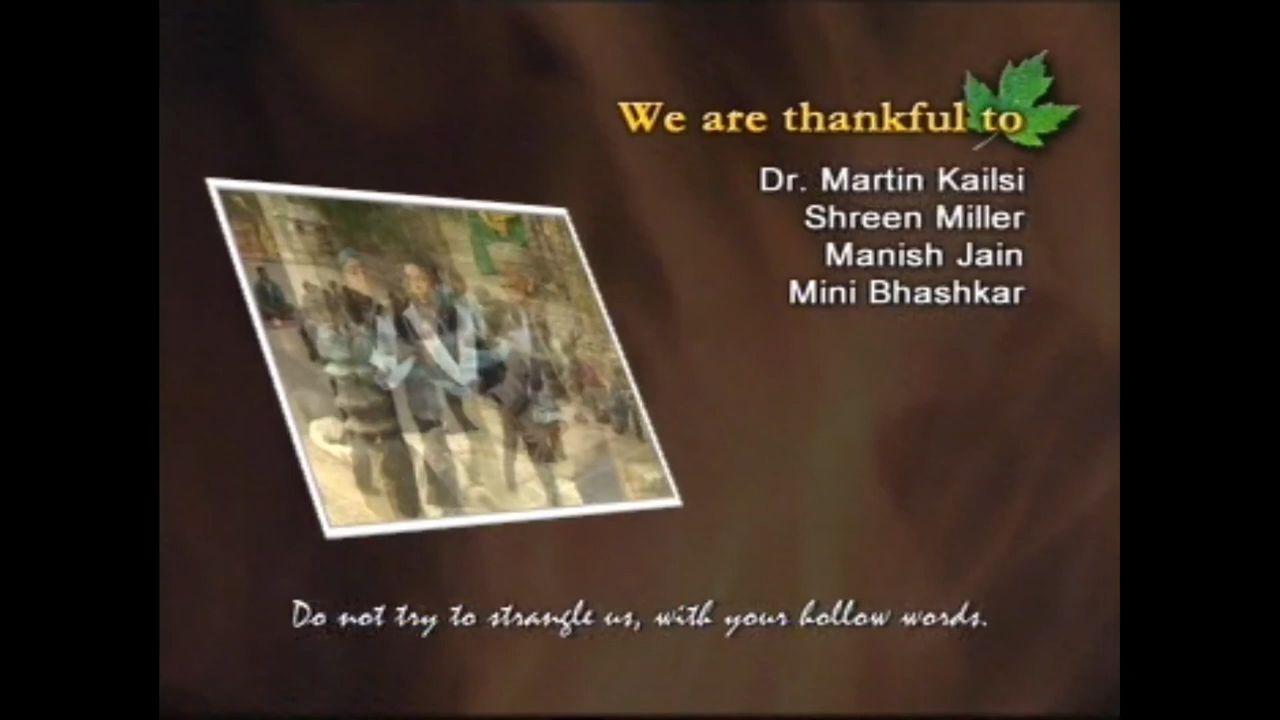 We are thankful to
Dr. Martin Kailsi
Shreen Miller
Manish Jain
Mini Bhashkar
Do not try to strangle us, with your hollow words.